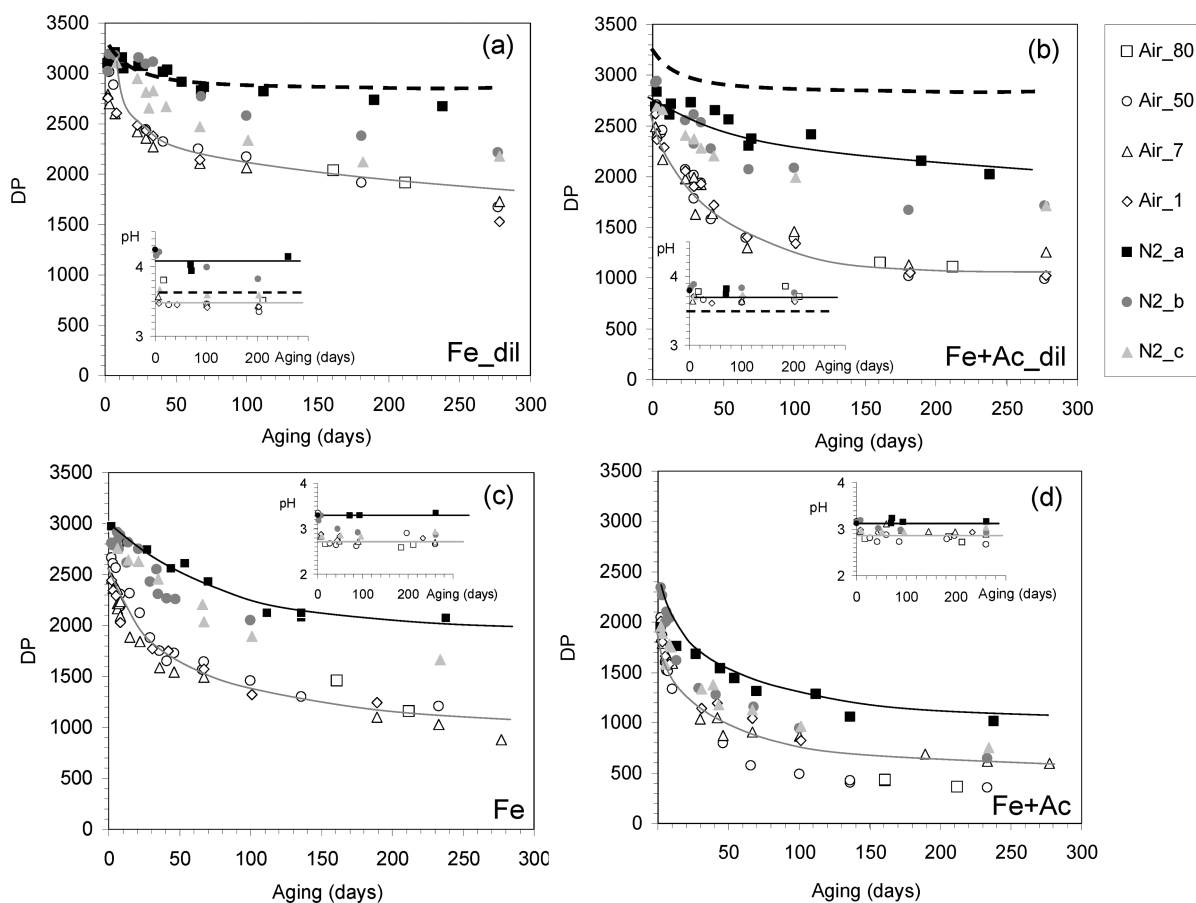 3500
3000
2500
2000
1500
1000
500
0
DP
(a)
pH
4
3
0 100 200
Aging (days)
Fe_dil
0 50 100 150 200 250 300
Aging (days)
3500
3000
2500
2000
1500
1000
500
0
DP
(b)
pH
4
3
0 100 200
Aging (days)
Fe+Ac_dil
0 50 100 150 200 250 300
Aging (days)
Air_80
Air_50
Air_7
Air_1
N2_a
N2_b
N2_c
3500
3000
2500
2000
1500
1000
500
0
DP
(c)
4
pH
3
2
0 100 200
Aging (days)
Fe
0 50 100 150 200 250 300
Aging (days)
3500
3000
2500
2000
1500
1000
500
0
DP
(d)
4
pH
3
2
0 100 200
Aging (days)
Fe+Ac
0 50 100 150 200 250 300
Aging (days)